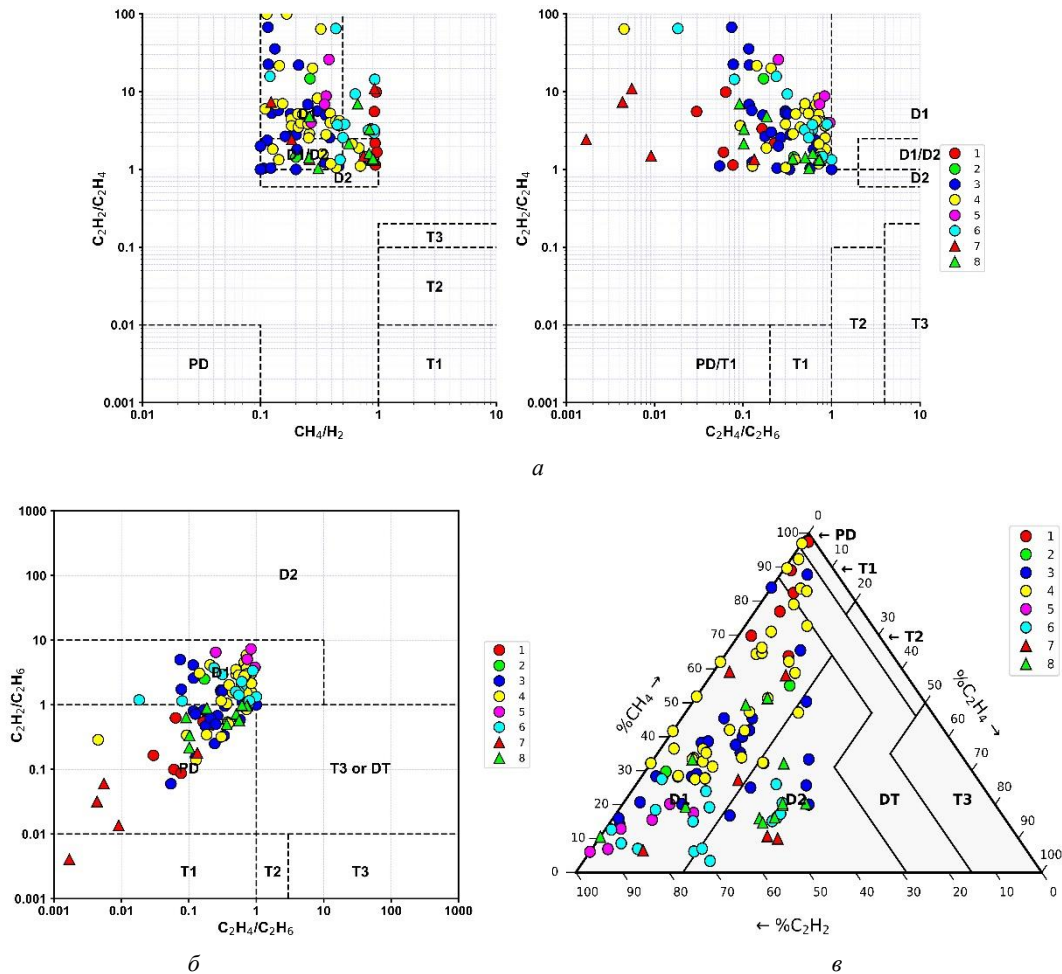 C₂H₂/C₂H₄
100
10
1
0.1
0.01
0.001
0.01
0.1
1
10
CH₄/H₂
D1/D2
D2
T3
T2
PD
T1
C₂H₂/C₂H₄
100
10
1
0.1
0.01
0.001
0.001
0.01
0.1
1
10
C₂H₄/C₂H₆
D1
D1/D2
D2
T2
T3
PD/T1
T1
1
2
3
4
5
6
7
8
а
C₂H₂/C₂H₆
1000
100
10
1
0.1
0.01
0.001
0.001
0.01
0.1
1
10
100
1000
C₂H₄/C₂H₆
D2
PD
T3 or DT
T1
T2
T3
1
2
3
4
5
6
7
8
б
0
100
← PD
10
90
← T1
20
80
30
70
← T2
40
60
%CH₄ →
50
%C₂H₄ →
50
60
40
70
30
80
20
90
10
100
0
D1
D2
DT
T3
100
90
80
70
60
50
40
30
20
10
0
← %C₂H₂
1
2
3
4
5
6
7
8
в